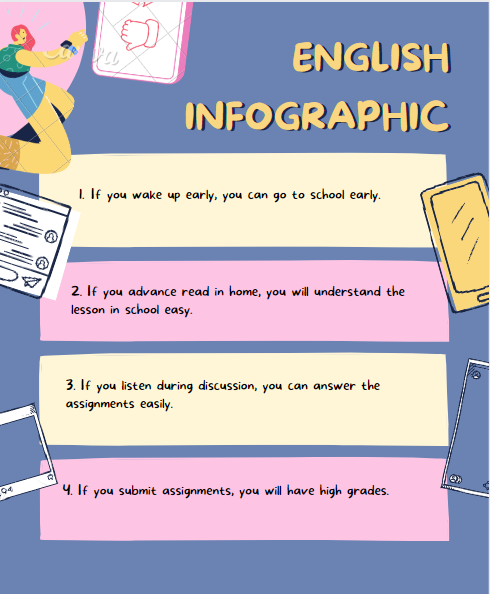 ENGLISH
INFOGRAPHIC
1. If you wake up early, you can go to school early.
2. If you advance read in home, you will understand the
lesson in school easy.
3. If you listen during discussion, you can answer the
assignments easily.
4. If you submit assignments, you will have high grades.